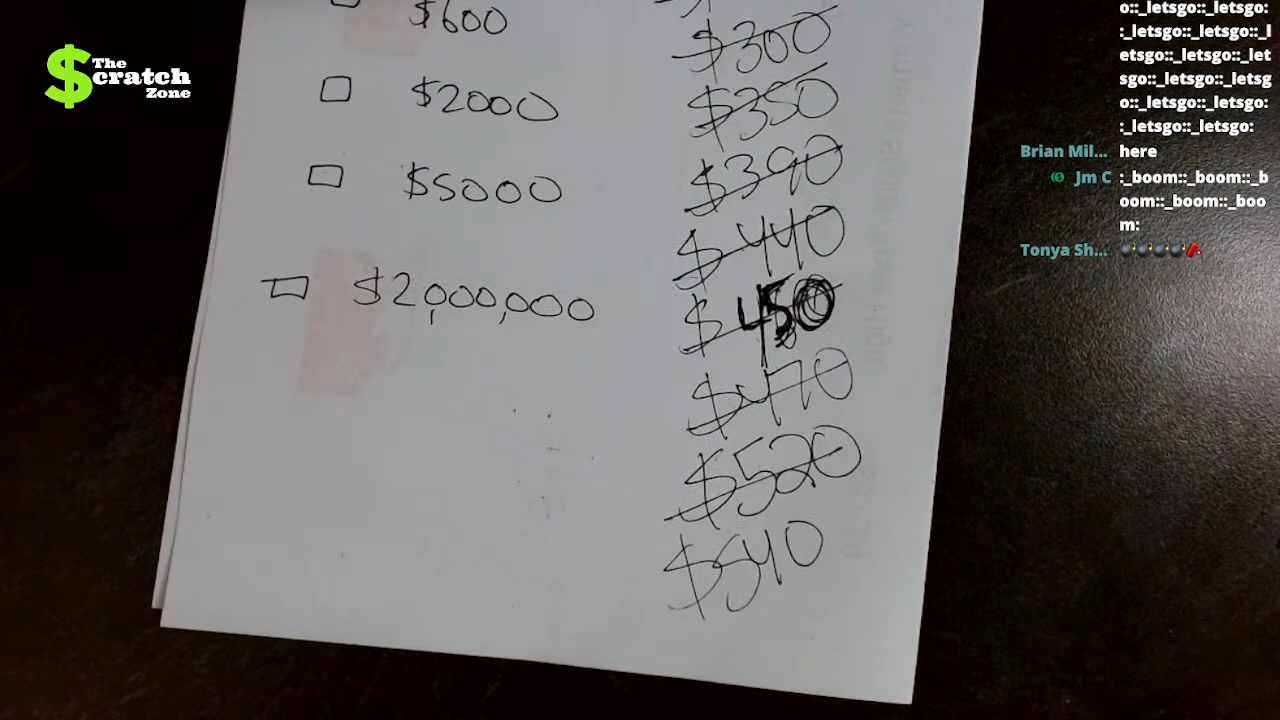 $The
Scratch
Zone
$600
$2000
$5000
$2,000,000
$300
$350
$390
$440
$450
$470
$520
$540
o::_letsgo::_letsgo:
:_letsgo::_letsgo::_l
etsgo::_letsgo::_let
sgo::_letsgo::_letsg
o::_letsgo::_letsgo:
:_letsgo::_letsgo:
Brian Mil... here
Jm C :_boom::_boom::_b
oom::_boom::_boo
m:
Tonya Sh...